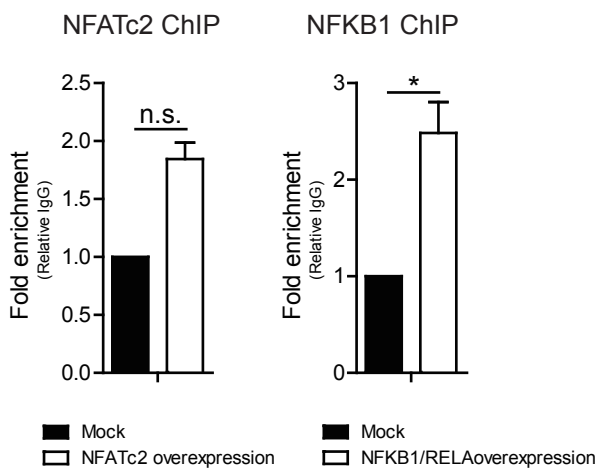 NFATc2 ChIP
Fold enrichment
(Relative IgG)
2.5
2.0
1.5
1.0
0.5
0.0
n.s.
Mock
NFATc2 overexpression
NFKB1 ChIP
Fold enrichment
(Relative IgG)
3
2
1
0
*
Mock
NFKB1/RELAoverexpression